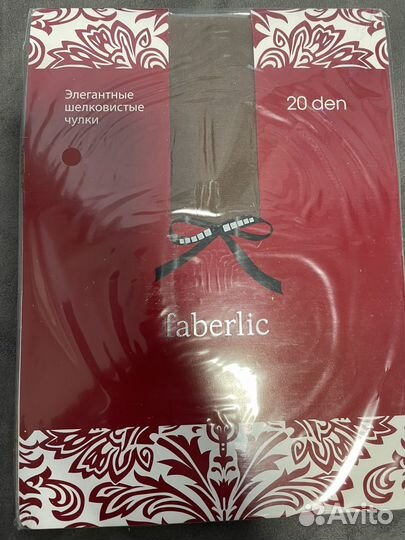 Элегантные
шелковистые
чулки
20 den
faberlic
Avito